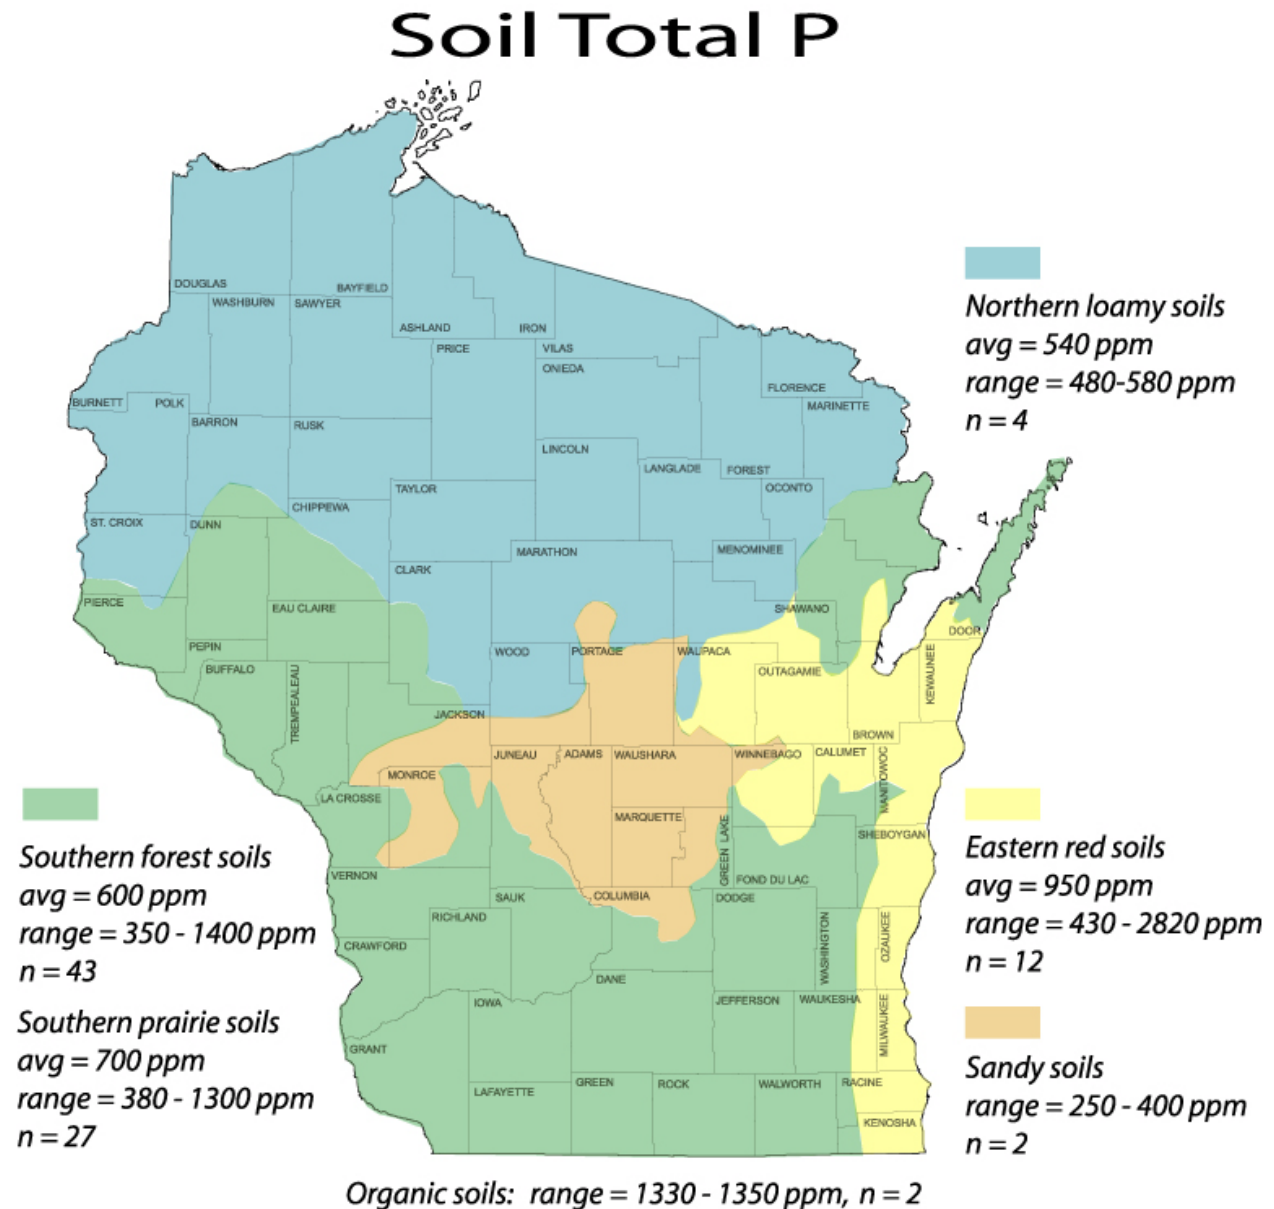 Soil Total P
DOUGLAS
BAYFIELD
WASHBURN
SAWYER
ASHLAND
IRON
PRICE
VILAS
ONIEDA
FLORENCE
MARINETTE
BURNETT
POLK
BARRON
RUSK
LINCOLN
LANGLADE
FOREST
OCONTO
TAYLOR
CHIPPEWA
ST. CROIX
DUNN
MARATHON
MENOMINEE
CLARK
PIERCE
EAU CLAIRE
SHAWANO
DOOR
PEPIN
WOOD
PORTAGE
WAUPACA
BUFFALO
OUTAGAMIE
KEWAUNEE
TREMPEALEAU
JACKSON
BROWN
JUNEAU
ADAMS
WAUSHARA
WINNEBAGO
CALUMET
MANITOWOC
MONROE
LA CROSSE
MARQUETTE
GREEN LAKE
SHEBOYGAN
VERNON
FOND DU LAC
SAUK
COLUMBIA
DODGE
RICHLAND
CRAWFORD
WASHINGTON
OZAUKEE
DANE
IOWA
JEFFERSON
WAUKESHA
MILWAUKEE
GRANT
LAFAYETTE
GREEN
ROCK
WALWORTH
RACINE
KENOSHA
Northern loamy soils
avg = 540 ppm
range = 480-580 ppm
n = 4
Southern forest soils
avg = 600 ppm
range = 350 - 1400 ppm
n = 43
Southern prairie soils
avg = 700 ppm
range = 380 - 1300 ppm
n = 27
Eastern red soils
avg = 950 ppm
range = 430 - 2820 ppm
n = 12
Sandy soils
range = 250 - 400 ppm
n = 2
Organic soils: range = 1330 - 1350 ppm, n = 2